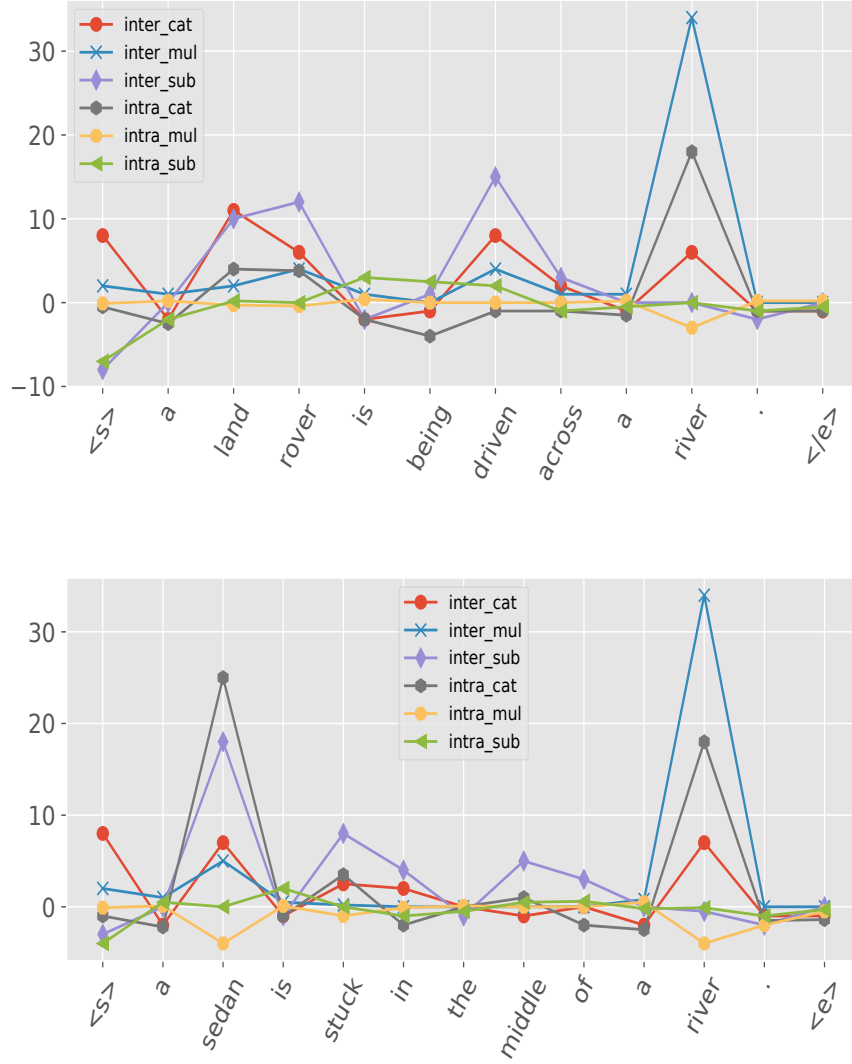 inter_cat
inter_mul
inter_sub
intra_cat
intra_mul
intra_sub
30
20
10
0
−10
<s> a land rover is being driven across a river . </e>
inter_cat
inter_mul
inter_sub
intra_cat
intra_mul
intra_sub
30
20
10
0
<s> a sedan is stuck in the middle of a river . <e>